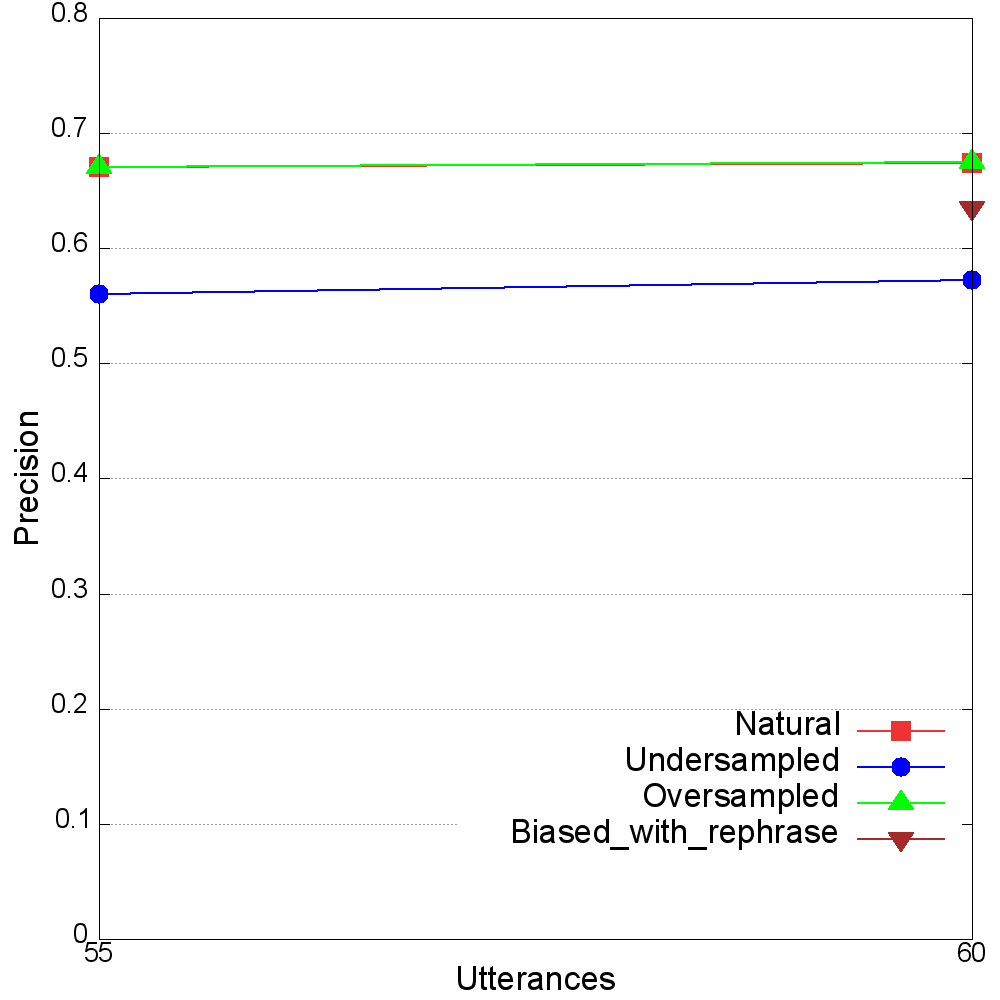 0.8
0.7
0.6
0.5
0.4
0.3
0.2
0.1
0
55
60
Precision
Utterances
Natural
Undersampled
Oversampled
Biased_with_rephrase